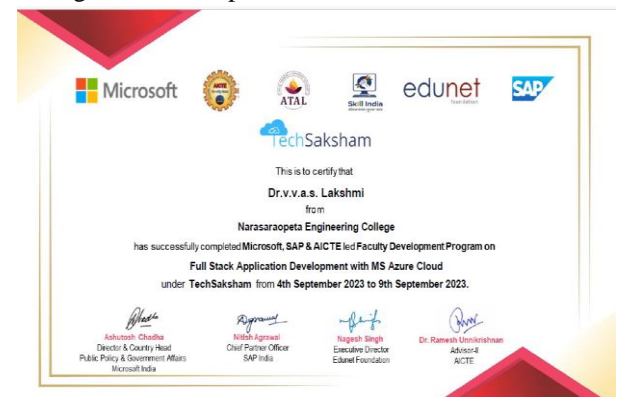 Microsoft
AICTE
ATAL
Skill India
edunet
foundation
SAP
TechSaksham
This is to certify that
Dr.v.v.a.s. Lakshmi
from
Narasaraopeta Engineering College
has successfully completed Microsoft, SAP & AICTE led Faculty Development Program on
Full Stack Application Development with MS Azure Cloud
under TechSaksham from 4th September 2023 to 9th September 2023.
Ashutosh Chadha
Director & Country Head
Public Policy & Government Affairs
Microsoft India
Nitish Agrawal
Chief Partner Officer
SAP India
Nagesh Singh
Executive Director
Edunet Foundation
Dr. Ramesh Unnikrishnan
Advisor-II
AICTE